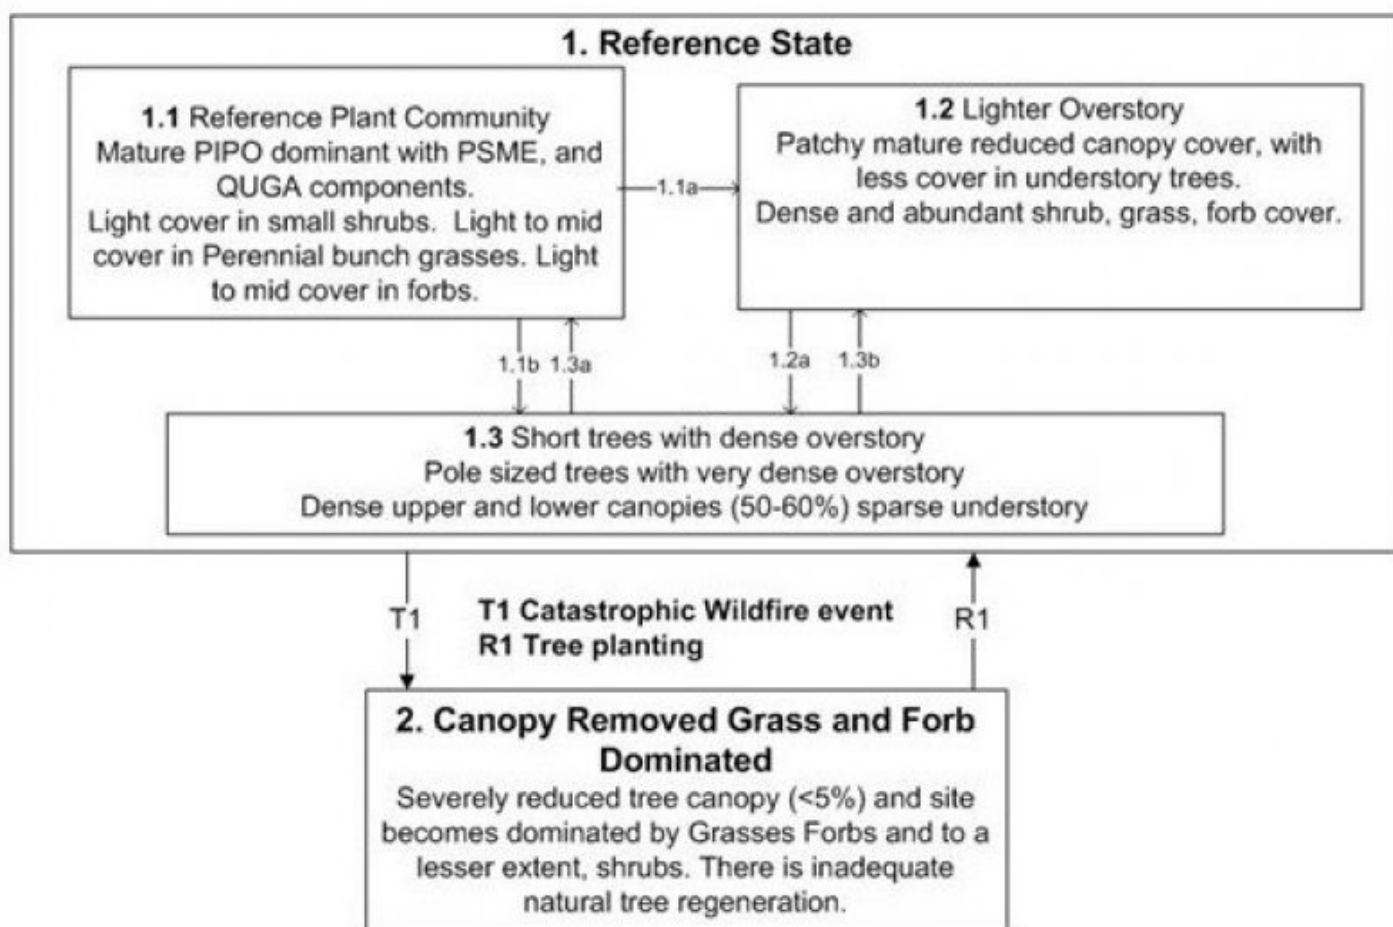 1. Reference State
1.1 Reference Plant Community
Mature PIPO dominant with PSME, and
QUGA components.
Light cover in small shrubs. Light to mid
cover in Perennial bunch grasses. Light
to mid cover in forbs.
1.1a
1.2 Lighter Overstory
Patchy mature reduced canopy cover, with
less cover in understory trees.
Dense and abundant shrub, grass, forb cover.
1.1b 1.3a
1.2a 1.3b
1.3 Short trees with dense overstory
Pole sized trees with very dense overstory
Dense upper and lower canopies (50-60%) sparse understory
T1
T1 Catastrophic Wildfire event
R1 Tree planting
R1
2. Canopy Removed Grass and Forb
Dominated
Severely reduced tree canopy (<5%) and site
becomes dominated by Grasses Forbs and to a
lesser extent, shrubs. There is inadequate
natural tree regeneration.